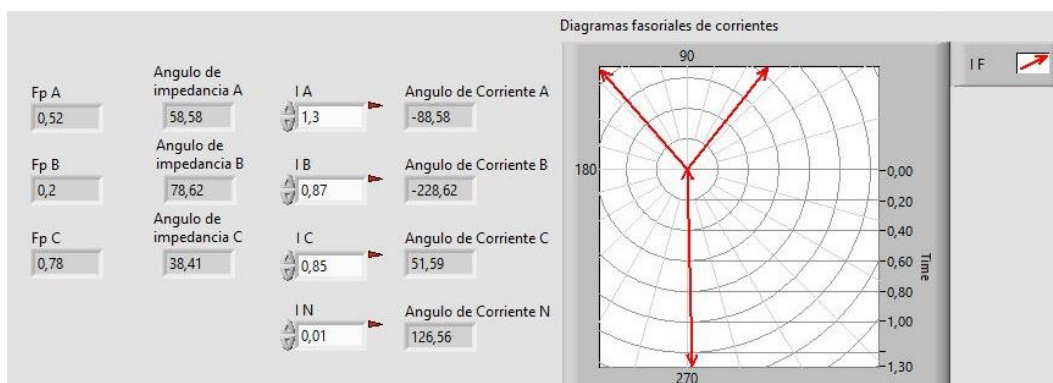 Diagramas fasoriales de corrientes
Fp A
0,52
Angulo de
impedancia A
58,58
I A
1,3
Angulo de Corriente A
-88,58
Fp B
0,2
Angulo de
impedancia B
78,62
I B
0,87
Angulo de Corriente B
-228,62
Fp C
0,78
Angulo de
impedancia C
38,41
I C
0,85
Angulo de Corriente C
51,59
I N
0,01
Angulo de Corriente N
126,56
90
180
270
0,00
0,20
0,40
0,60
0,80
1,00
1,30
Time
I F